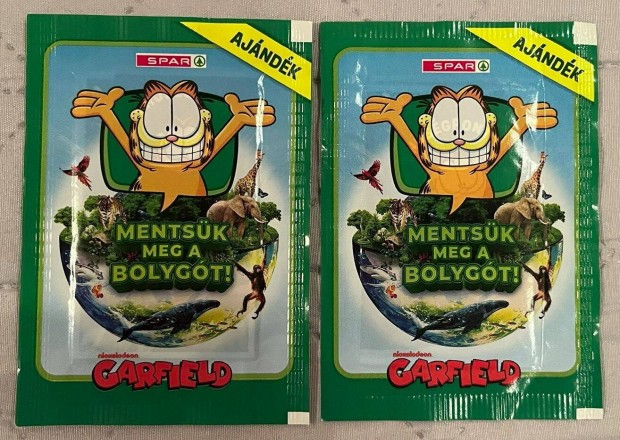 SPAR
AJÁNDÉK
MENTSÜK
MEG A
BOLYGÓT!
nickelodeon
GARFIELD
SPAR
AJÁNDÉK
MENTSÜK
MEG A
BOLYGÓT!
nickelodeon
GARFIELD